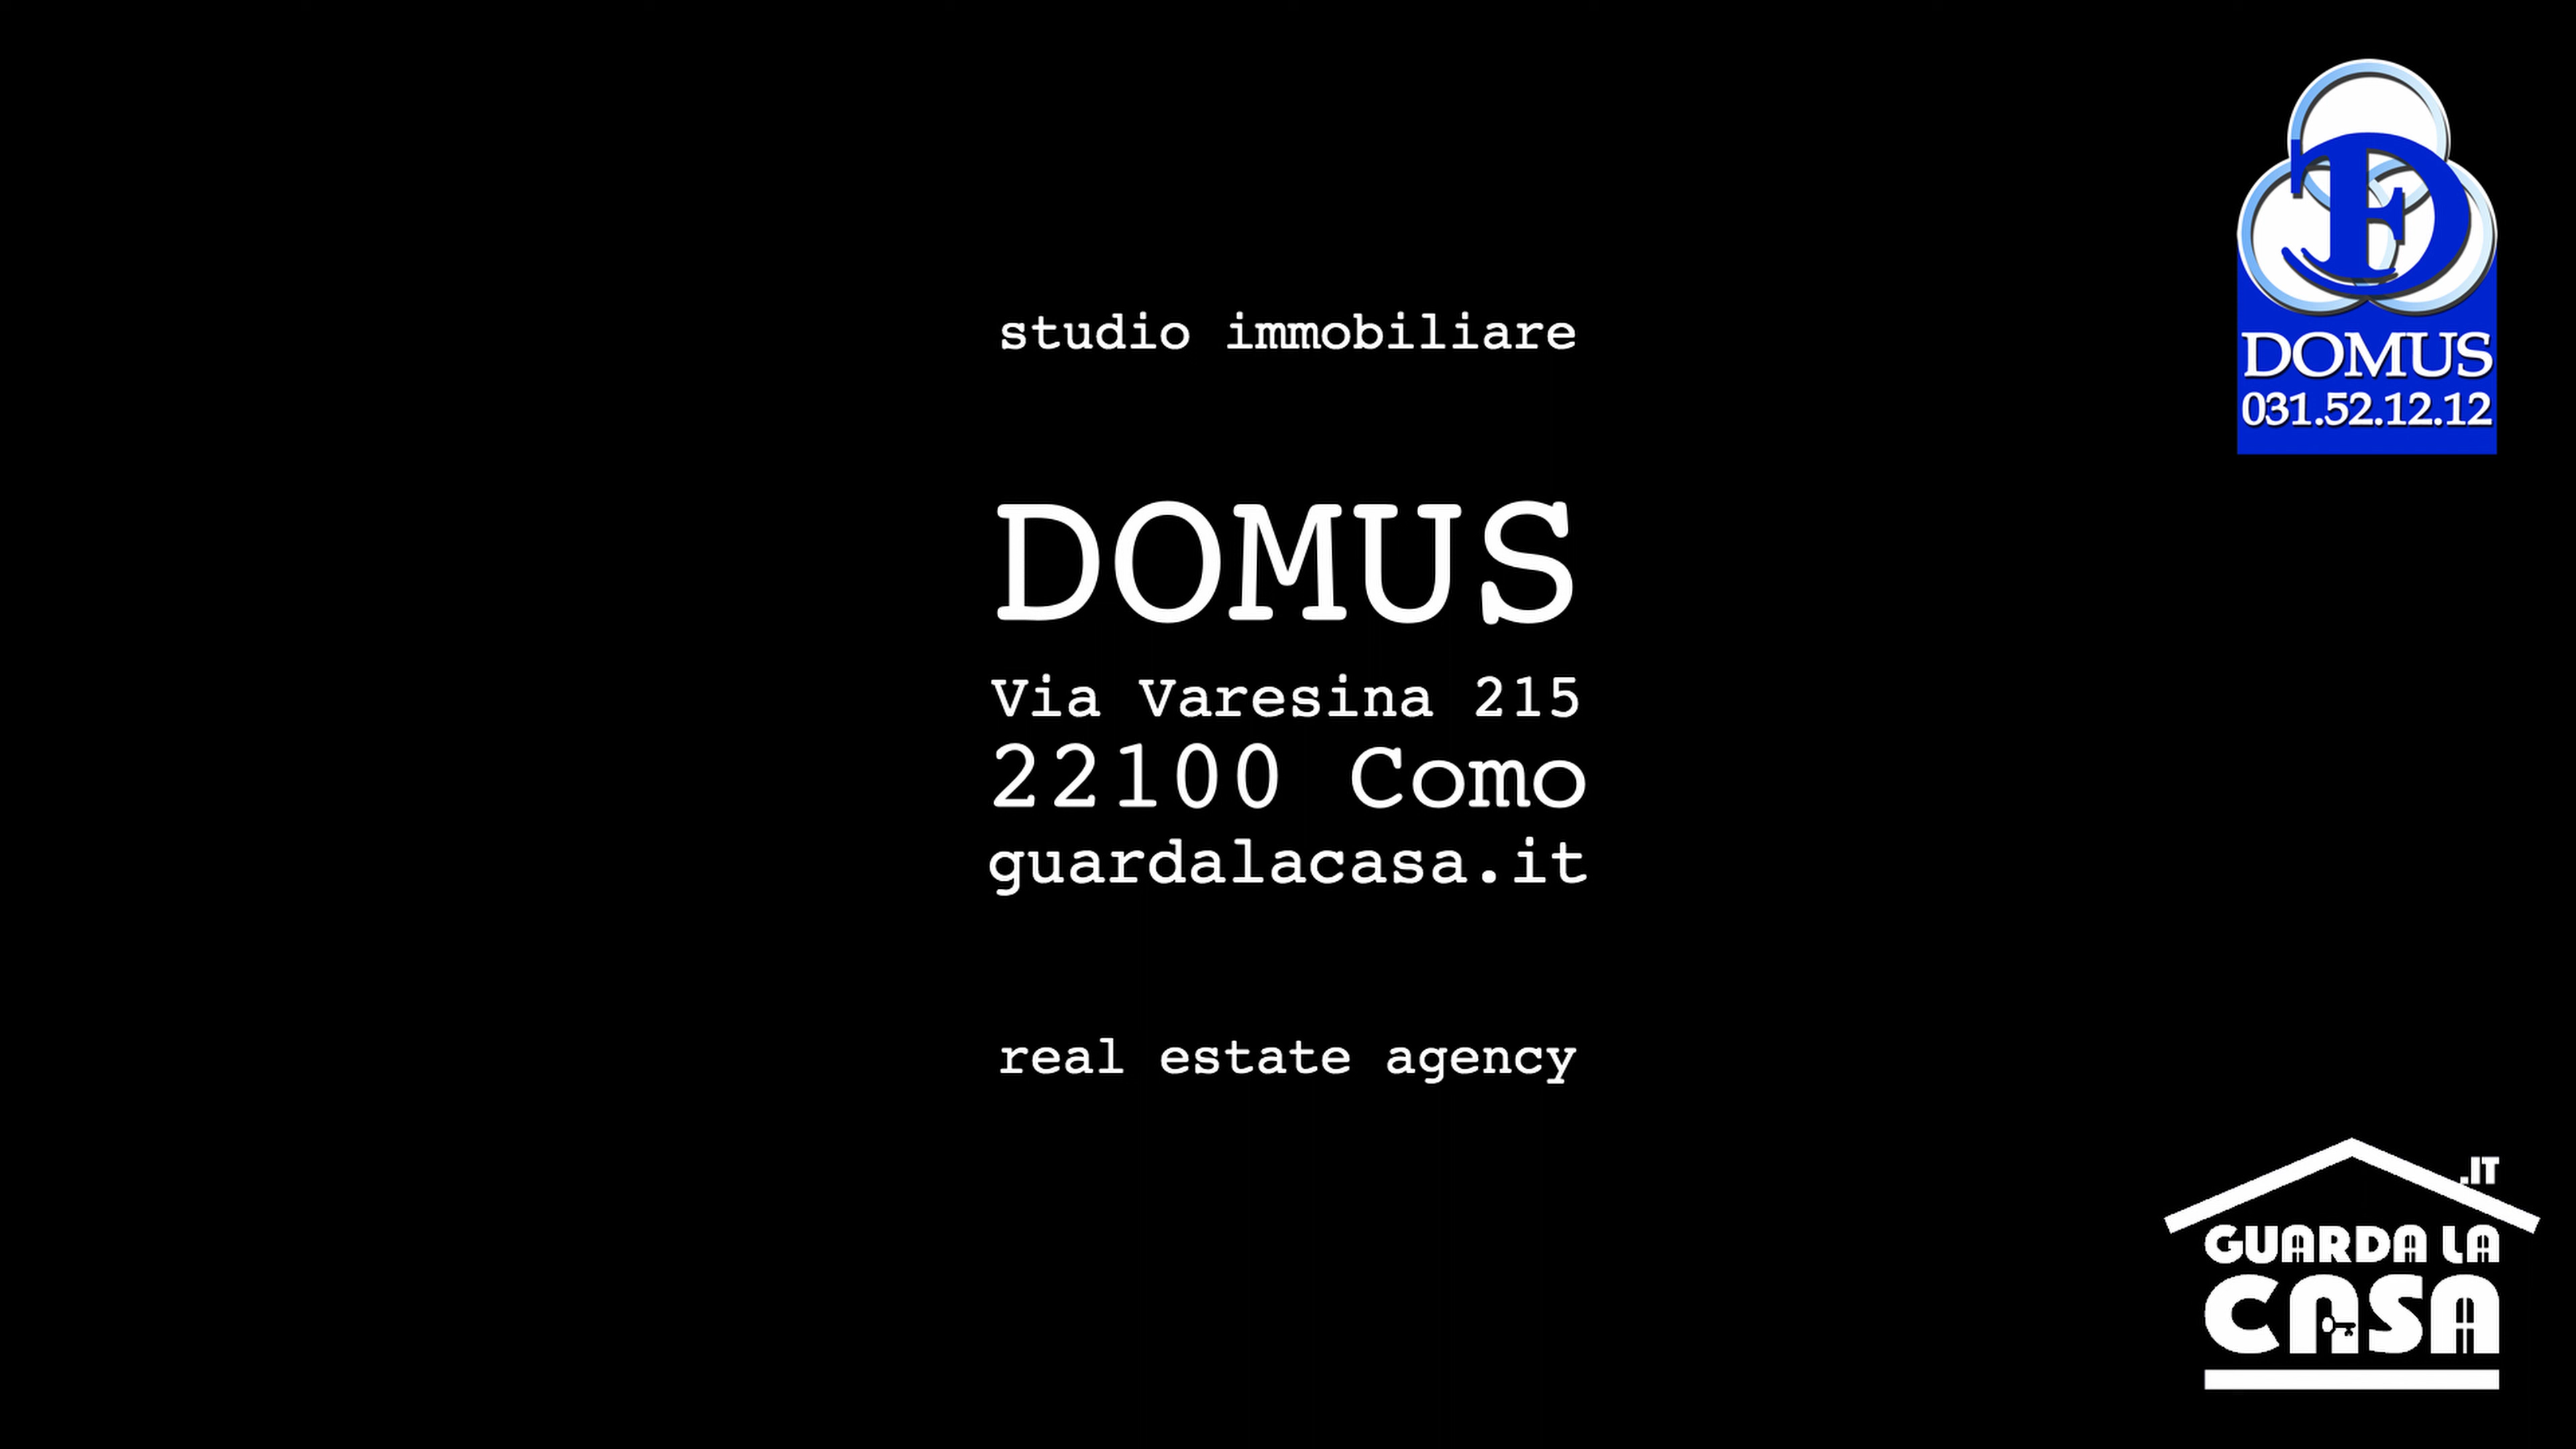 studio immobiliare
DOMUS
Via Varesina 215
22100 Como
guardalacasa.it
real estate agency
DF
DOMUS
031.52.12.12
.IT
GUARDA LA
CASA